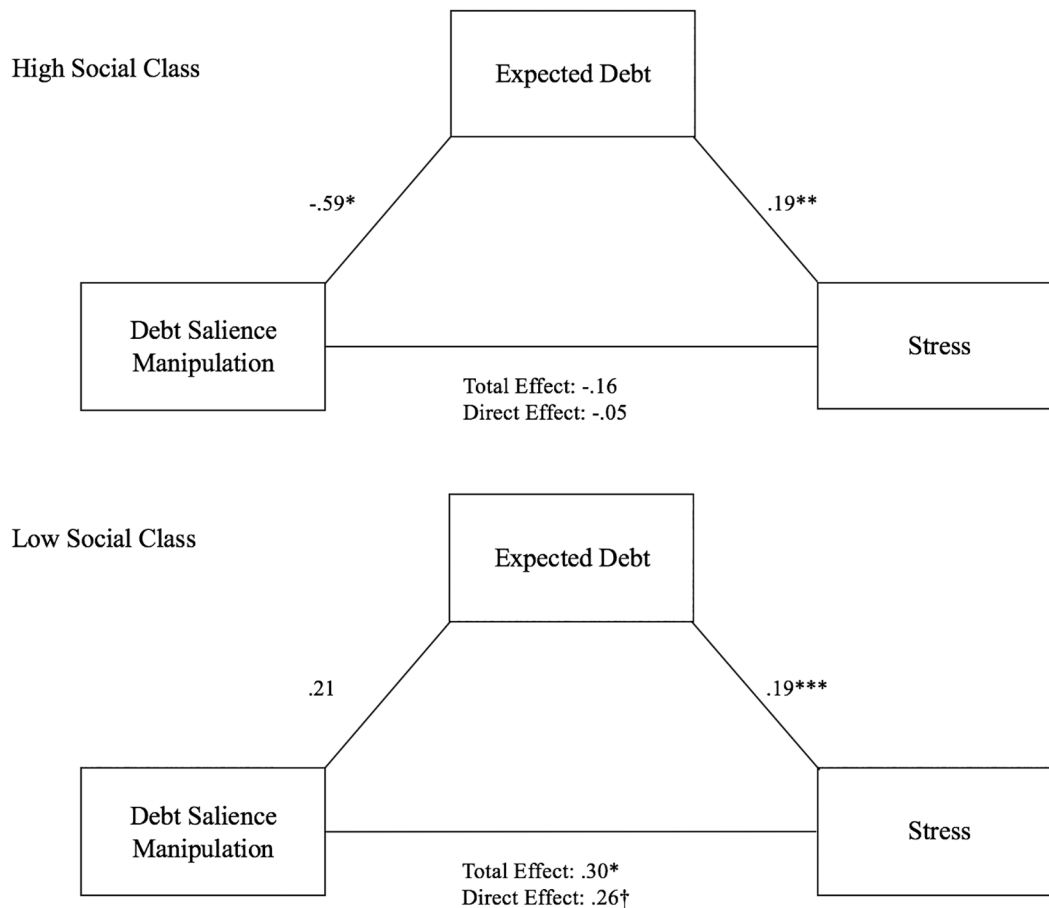 High Social Class
Expected Debt
-.59*
.19**
Debt Salience
Manipulation
Stress
Total Effect: -.16
Direct Effect: -.05
Low Social Class
Expected Debt
.21
.19***
Debt Salience
Manipulation
Stress
Total Effect: .30*
Direct Effect: .26†